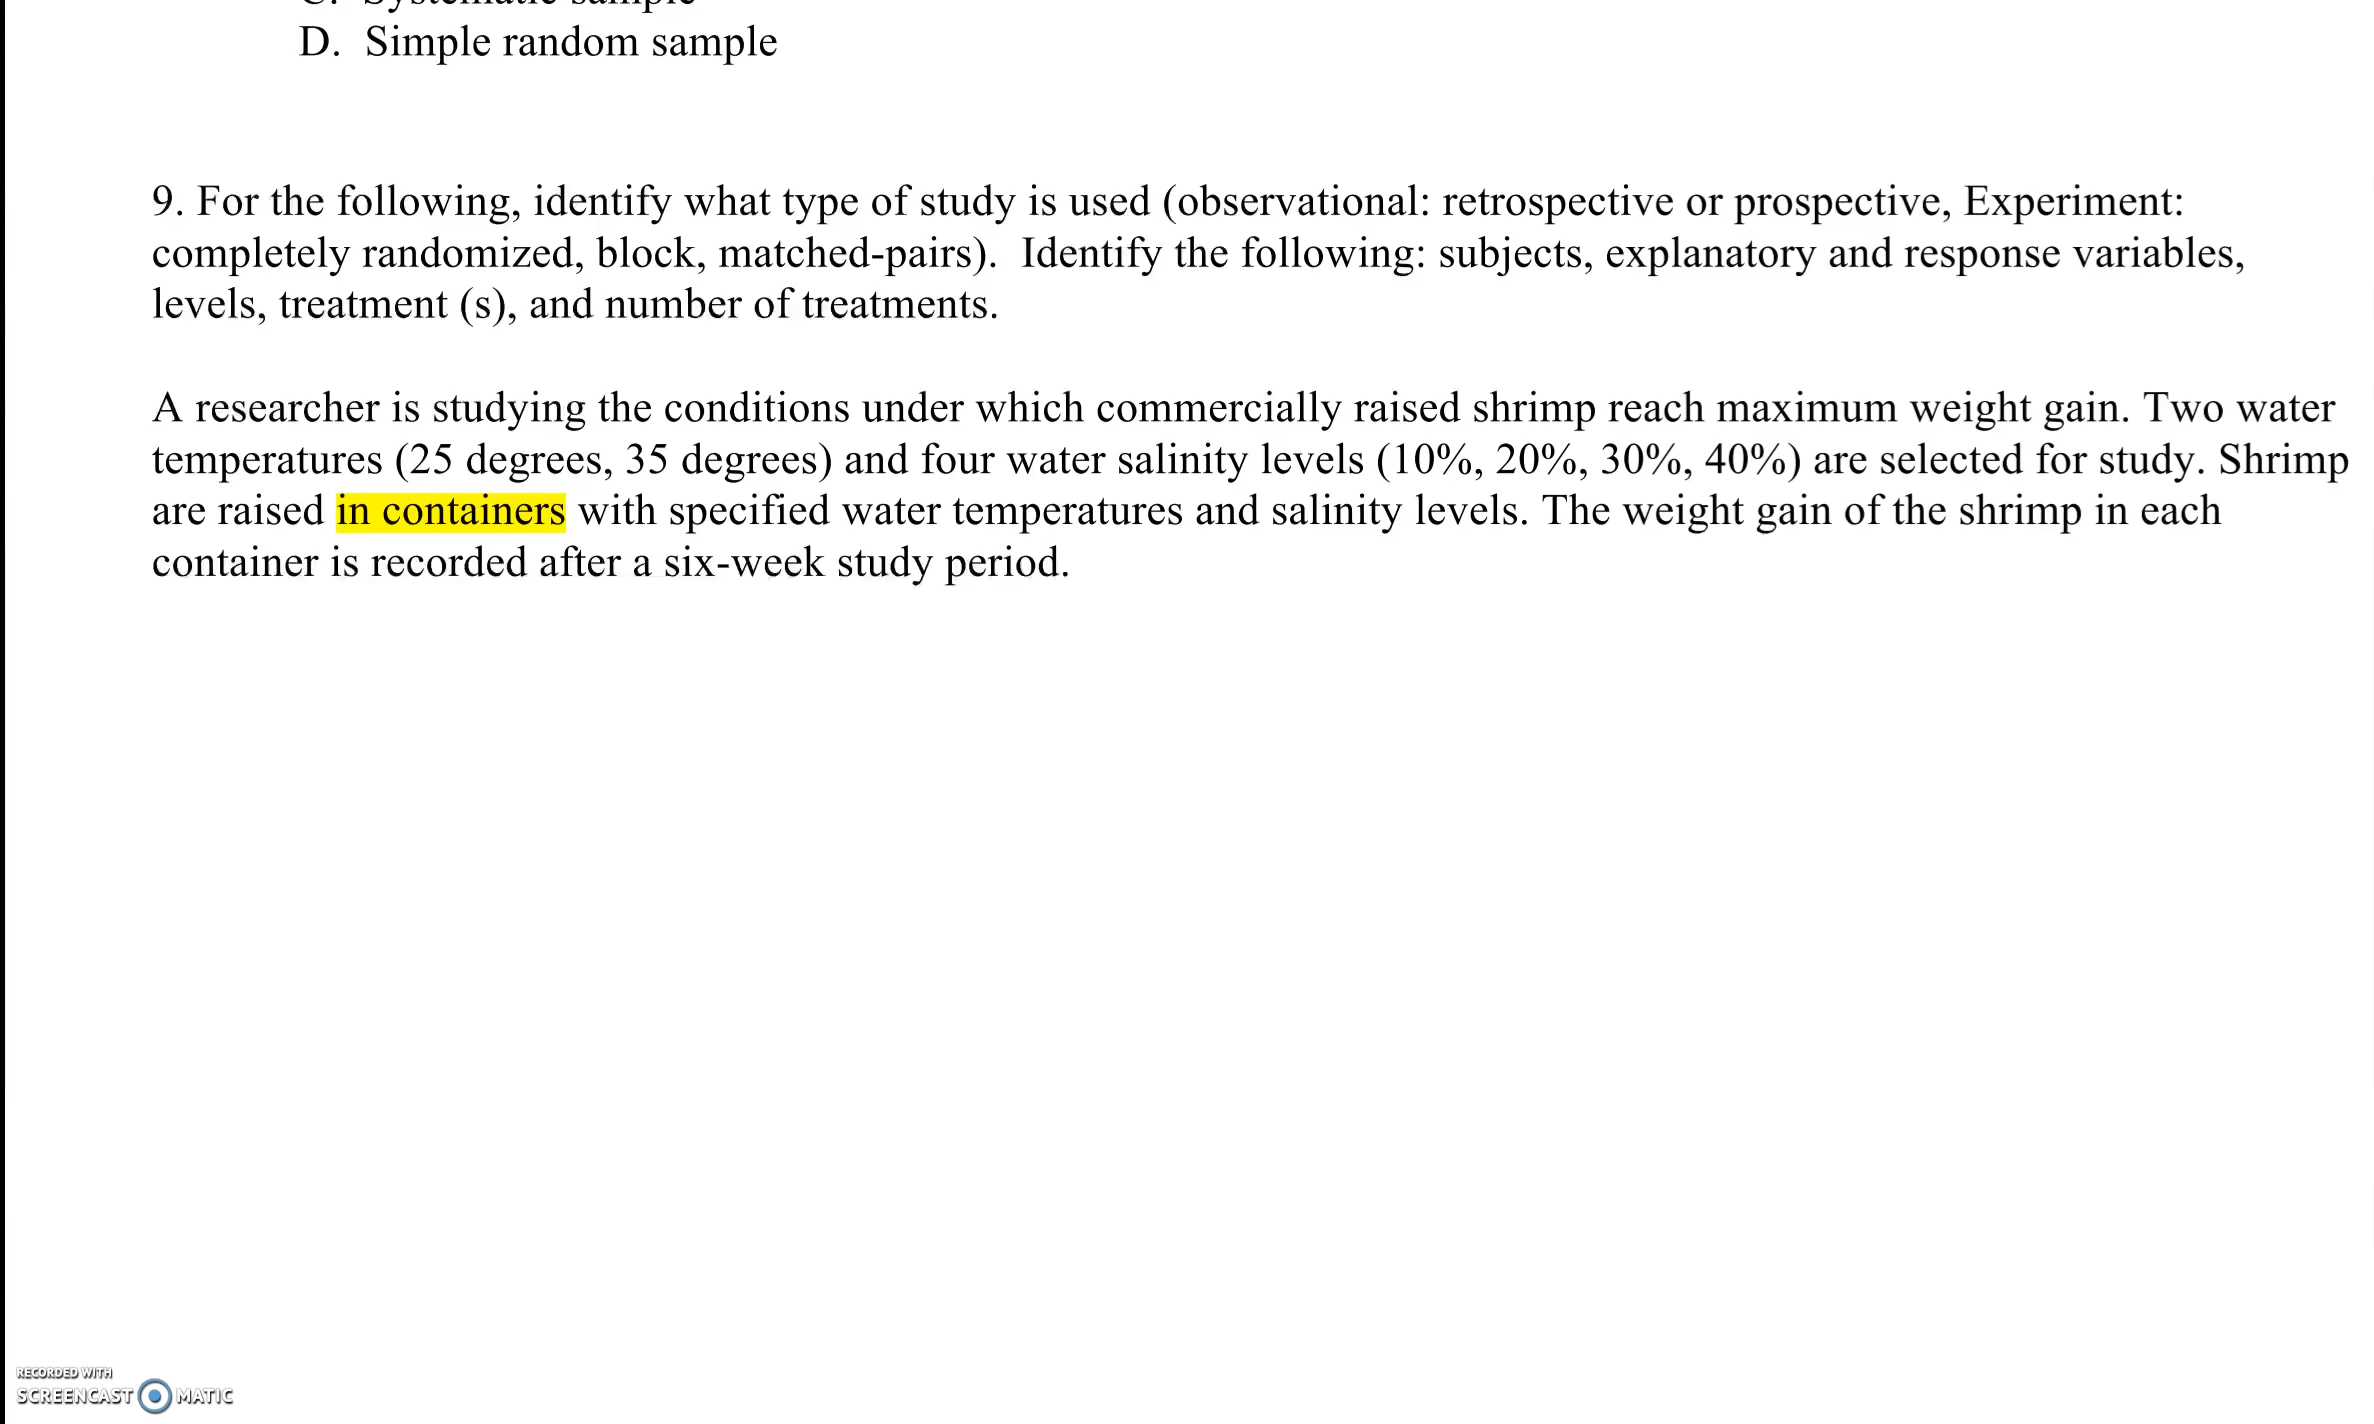 C. Systematic sample
D. Simple random sample
9. For the following, identify what type of study is used (observational: retrospective or prospective, Experiment:
completely randomized, block, matched-pairs).  Identify the following: subjects, explanatory and response variables,
levels, treatment (s), and number of treatments.
A researcher is studying the conditions under which commercially raised shrimp reach maximum weight gain. Two water
temperatures (25 degrees, 35 degrees) and four water salinity levels (10%, 20%, 30%, 40%) are selected for study. Shrimp
are raised in containers with specified water temperatures and salinity levels. The weight gain of the shrimp in each
container is recorded after a six-week study period.
RECORDED WITH
SCREENCAST MATIC